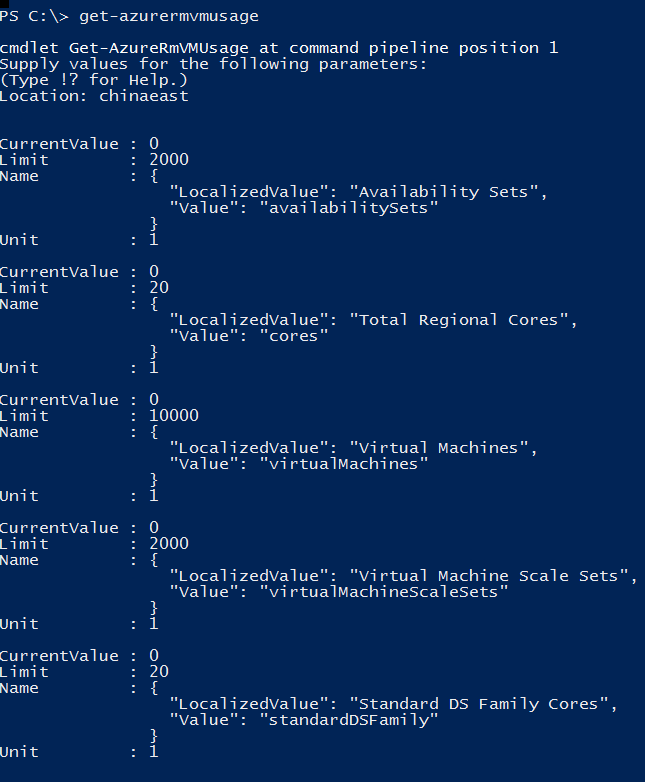 PS C:\> get-azurermvmusage
cmdlet Get-AzureRmVMUsage at command pipeline position 1
Supply values for the following parameters:
(Type !? for Help.)
Location: chinaeast
CurrentValue : 0
Limit        : 2000
Name         : {
                 "LocalizedValue": "Availability Sets",
                 "Value": "availabilitySets"
               }
Unit         : 1
CurrentValue : 0
Limit        : 20
Name         : {
                 "LocalizedValue": "Total Regional Cores",
                 "Value": "cores"
               }
Unit         : 1
CurrentValue : 0
Limit        : 10000
Name         : {
                 "LocalizedValue": "Virtual Machines",
                 "Value": "virtualMachines"
               }
Unit         : 1
CurrentValue : 0
Limit        : 2000
Name         : {
                 "LocalizedValue": "Virtual Machine Scale Sets",
                 "Value": "virtualMachineScaleSets"
               }
Unit         : 1
CurrentValue : 0
Limit        : 20
Name         : {
                 "LocalizedValue": "Standard DS Family Cores",
                 "Value": "standardDSFamily"
               }
Unit         : 1